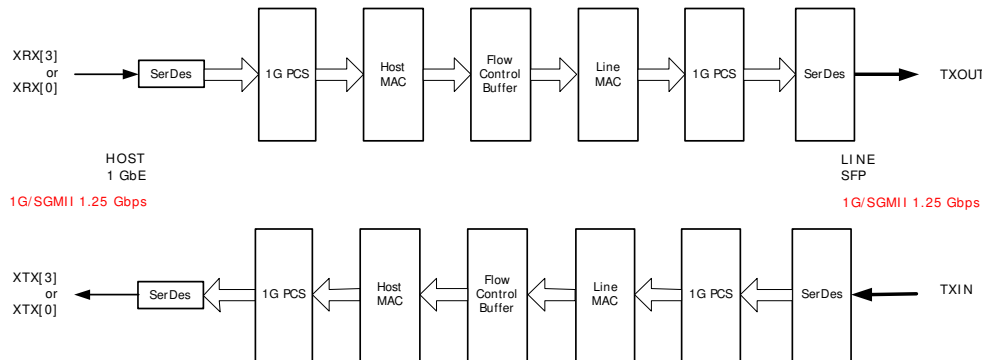 XRX[3]
or
XRX[0]
SerDes
1G PCS
Host
MAC
Flow
Control
Buffer
Line
MAC
1G PCS
SerDes
TXOUT
HOST
1 GbE
1G/SGMII 1.25 Gbps
LINE
SFP
1G/SGMII 1.25 Gbps
XTX[3]
or
XTX[0]
SerDes
1G PCS
Host
MAC
Flow
Control
Buffer
Line
MAC
1G PCS
SerDes
TXIN